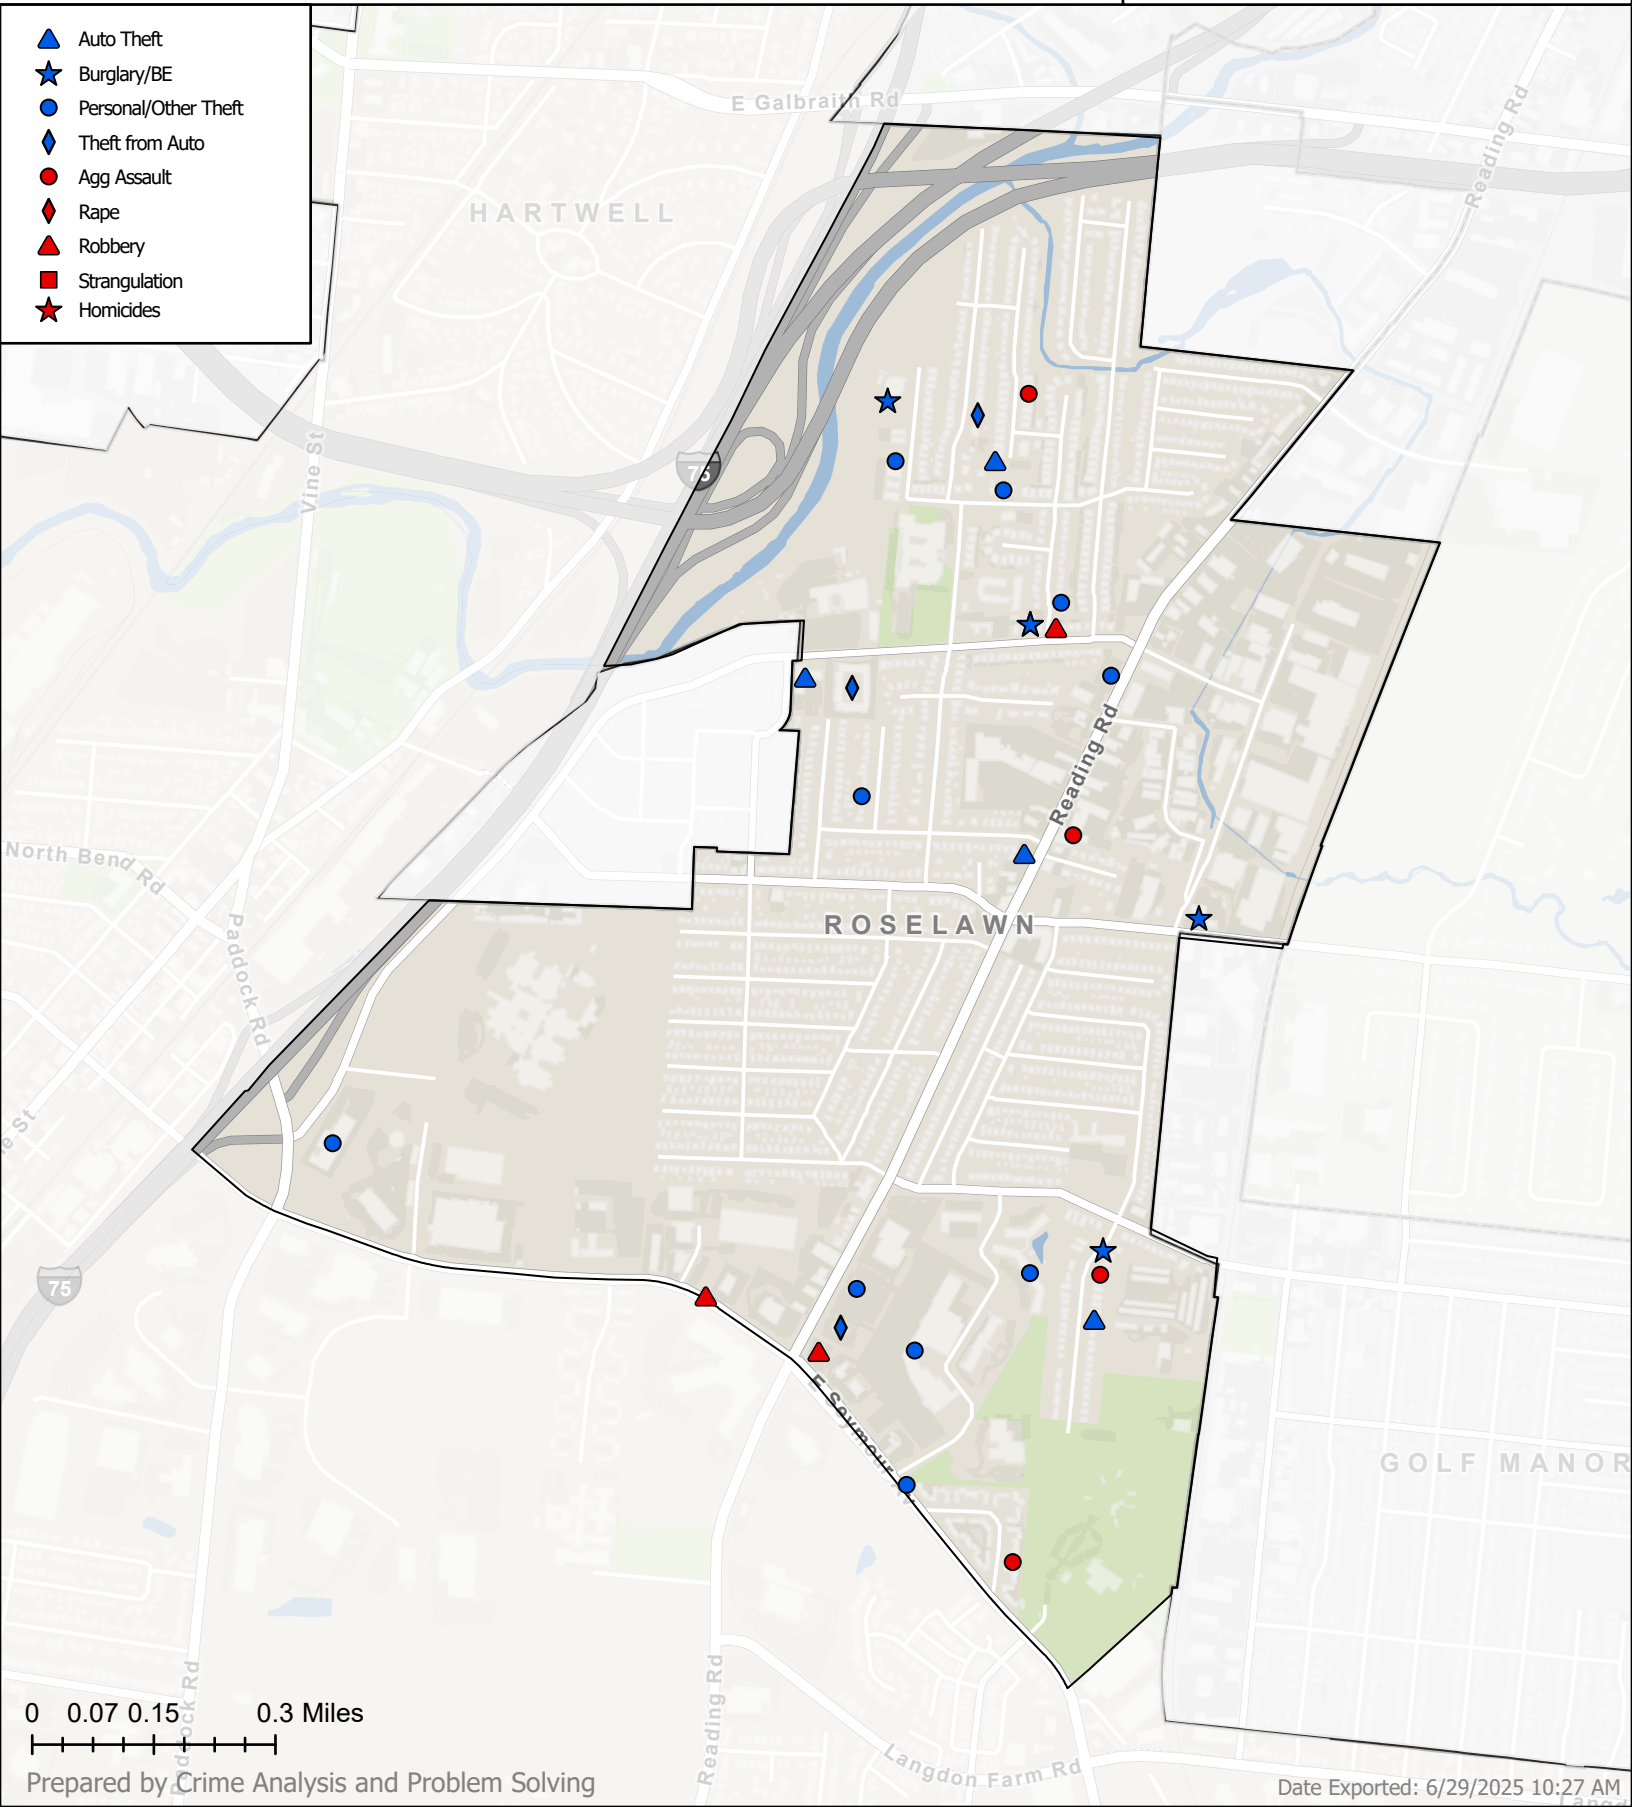 Auto Theft
Burglary/BE
Personal/Other Theft
Theft from Auto
Agg Assault
Rape
Robbery
Strangulation
Homicides
E Galbraith Rd
Reading Rd
HARTWELL
75
Vine St
Reading Rd
North Bend Rd
ROSELAWN
Paddock Rd
75
E Seymour
GOLF MANOR
Reading Rd
Langdon Farm Rd
0 0.07 0.15 0.3 Miles
Prepared by Crime Analysis and Problem Solving
Date Exported: 6/29/2025 10:27 AM